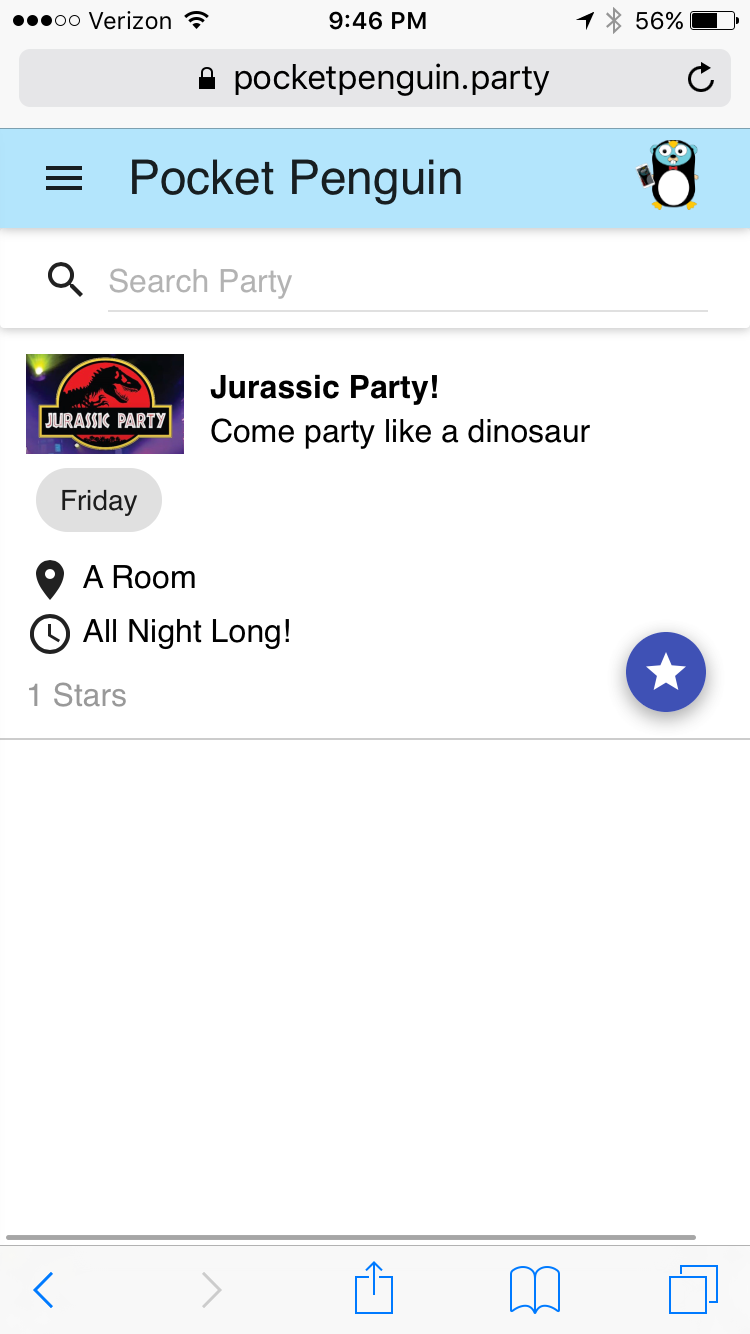 Verizon 9:46 PM 56%
pocketpenguin.party
Pocket Penguin
Search Party
JURASSIC PARTY
Jurassic Party!
Come party like a dinosaur
Friday
A Room
All Night Long!
1 Stars